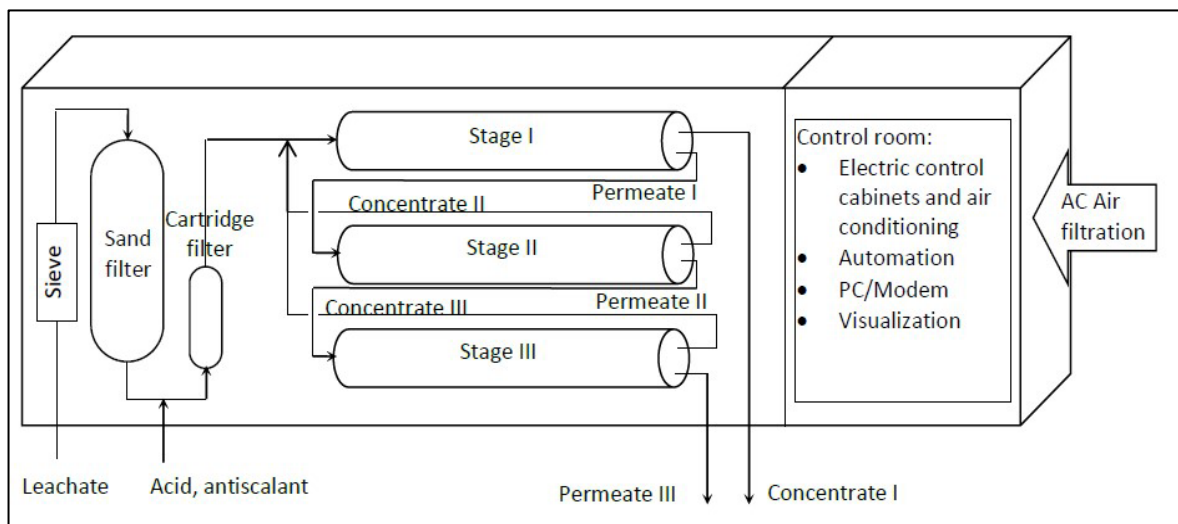 Stage I
Permeate I
Concentrate II
Cartridge
filter
Sand
filter
Sieve
Stage II
Permeate II
Concentrate III
Stage III
Leachate
Acid, antiscalant
Permeate III
Concentrate I
Control room:
• Electric control
cabinets and air
conditioning
• Automation
• PC/Modem
• Visualization
AC Air
filtration